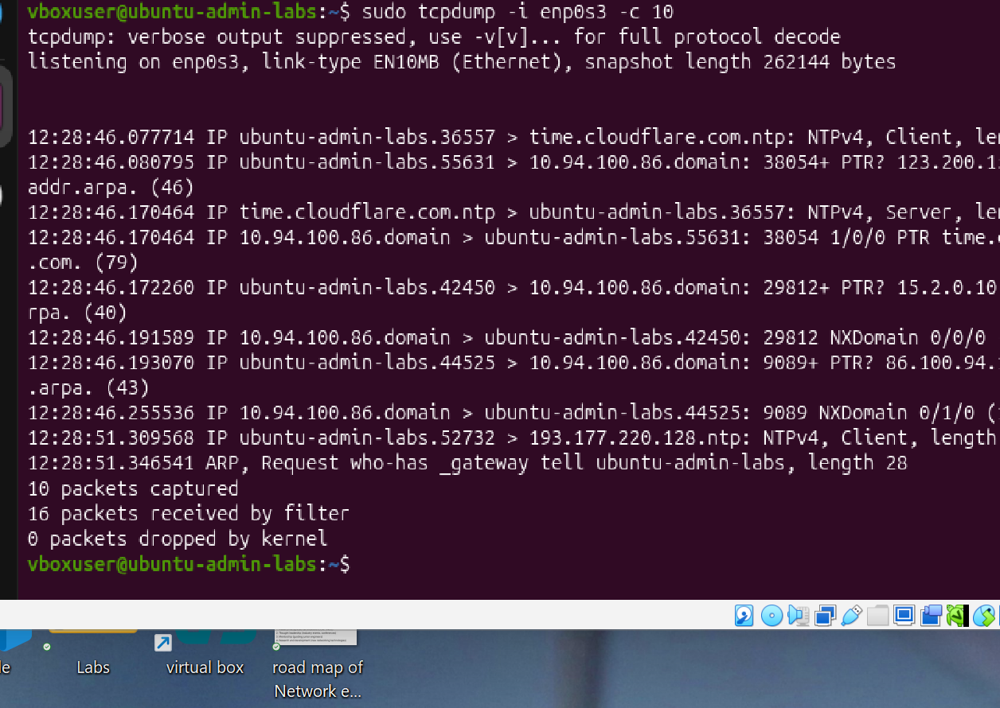 vboxuser@ubuntu-admin-labs:~$ sudo tcpdump -i enp0s3 -c 10
tcpdump: verbose output suppressed, use -v[v]... for full protocol decode
listening on enp0s3, link-type EN10MB (Ethernet), snapshot length 262144 bytes
12:28:46.077714 IP ubuntu-admin-labs.36557 > time.cloudflare.com.ntp: NTPv4, Client, le
12:28:46.080795 IP ubuntu-admin-labs.55631 > 10.94.100.86.domain: 38054+ PTR? 123.200.1
addr.arpa. (46)
12:28:46.170464 IP time.cloudflare.com.ntp > ubuntu-admin-labs.36557: NTPv4, Server, le
12:28:46.170464 IP 10.94.100.86.domain > ubuntu-admin-labs.55631: 38054 1/0/0 PTR time.
.com. (79)
12:28:46.172260 IP ubuntu-admin-labs.42450 > 10.94.100.86.domain: 29812+ PTR? 15.2.0.10
rpa. (40)
12:28:46.191589 IP 10.94.100.86.domain > ubuntu-admin-labs.42450: 29812 NXDomain 0/0/0
12:28:46.193070 IP ubuntu-admin-labs.44525 > 10.94.100.86.domain: 9089+ PTR? 86.100.94.
.arpa. (43)
12:28:46.255536 IP 10.94.100.86.domain > ubuntu-admin-labs.44525: 9089 NXDomain 0/1/0 (
12:28:51.309568 IP ubuntu-admin-labs.52732 > 193.177.220.128.ntp: NTPv4, Client, length
12:28:51.346541 ARP, Request who-has _gateway tell ubuntu-admin-labs, length 28
10 packets captured
16 packets received by filter
0 packets dropped by kernel
vboxuser@ubuntu-admin-labs:~$
le
Labs
virtual box
road map of
Network e...